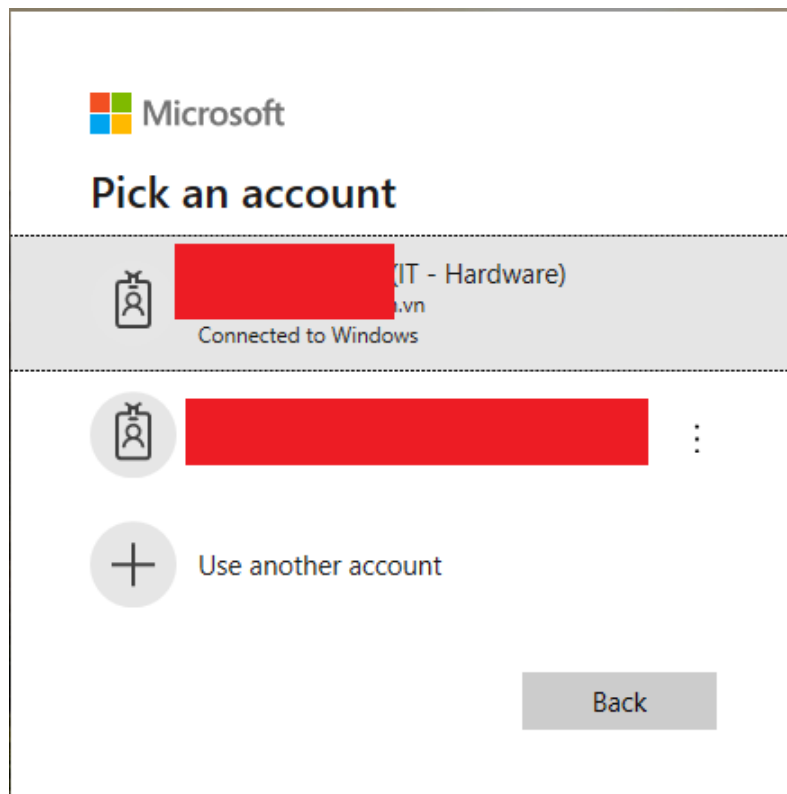 Microsoft
Pick an account
(IT - Hardware)
.vn
Connected to Windows
Use another account
Back